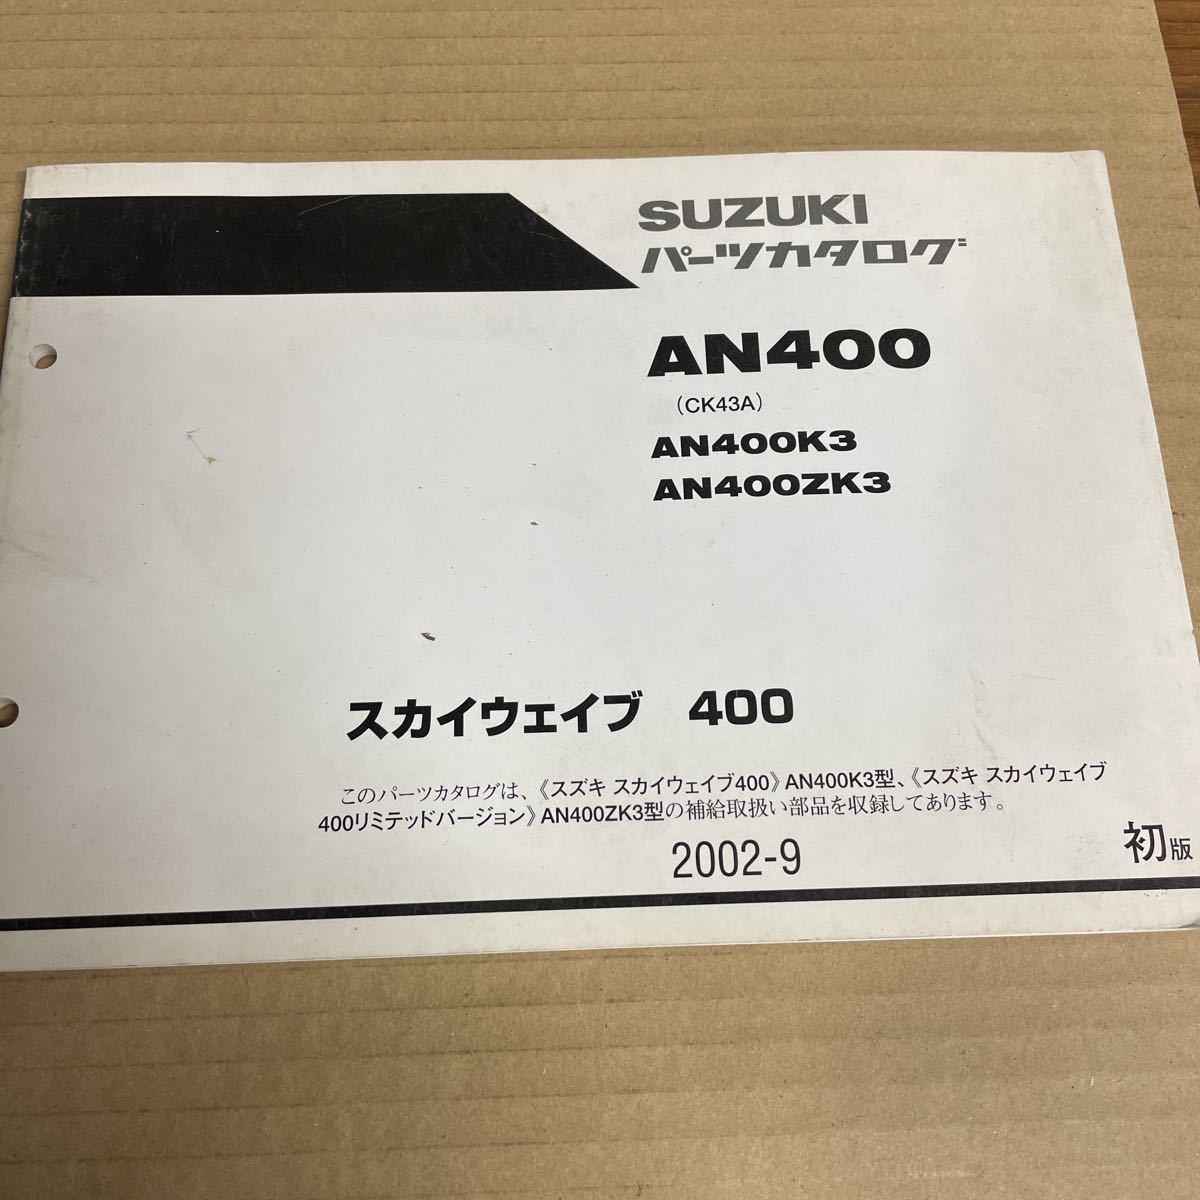 SUZUKI
パーツカタログ
AN400
(CK43A)
AN400K3
AN400ZK3
スカイウェイブ 400
このパーツカタログは、《スズキ スカイウェイブ400》AN400K3型、《スズキ スカイウェイブ
400リミテッドバージョン》AN400ZK3型の補給取扱い部品を収録してあります。
2002-9
初版